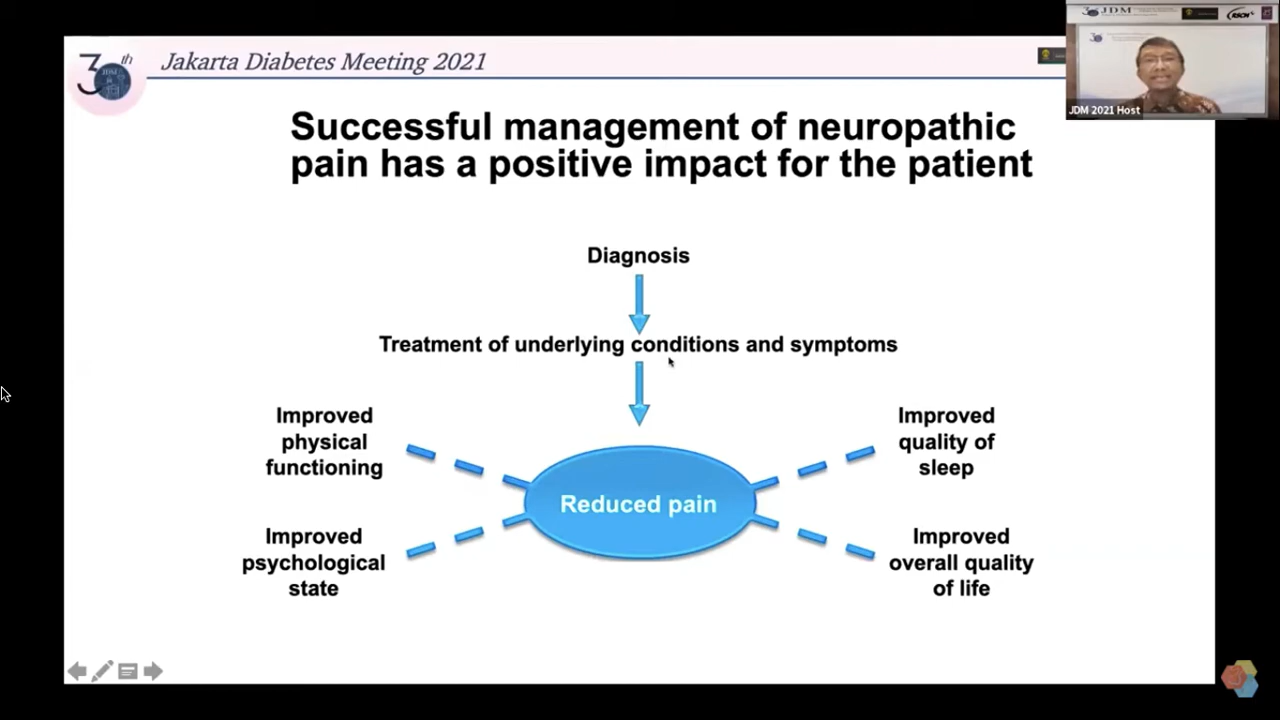 30th
Jakarta Diabetes Meeting 2021
JDM
JDM 2021 Host
Successful management of neuropathic
pain has a positive impact for the patient
Diagnosis
Treatment of underlying conditions and symptoms
Improved
physical
functioning
Improved
quality of
sleep
Reduced pain
Improved
psychological
state
Improved
overall quality
of life